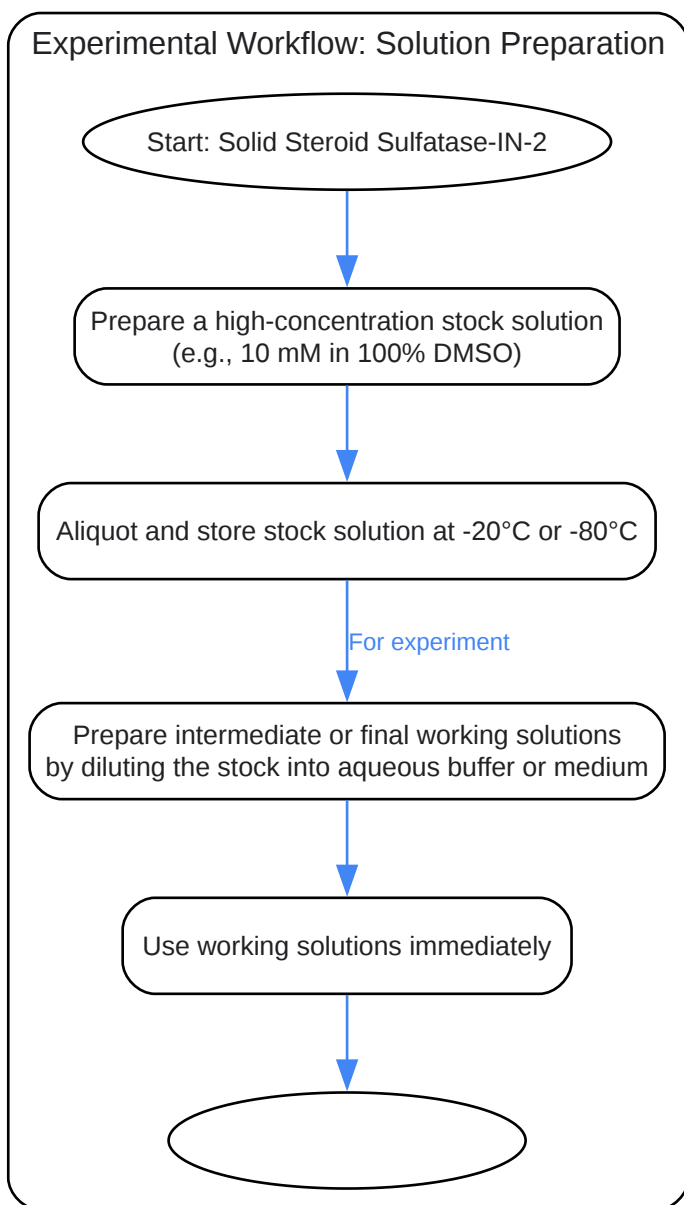 Experimental Workflow: Solution Preparation
Start: Solid Steroid Sulfatase-IN-2
Prepare a high-concentration stock solution
(e.g., 10 mM in 100% DMSO)
Aliquot and store stock solution at -20°C or -80°C
For experiment
Prepare intermediate or final working solutions
by diluting the stock into aqueous buffer or medium
Use working solutions immediately